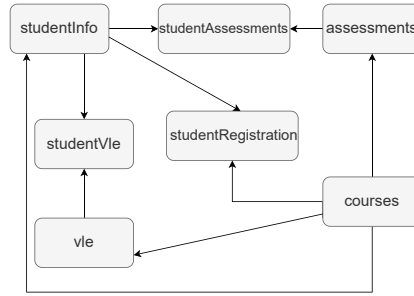 studentInfo
studentAssessments
assessments
studentVle
studentRegistration
courses
vle